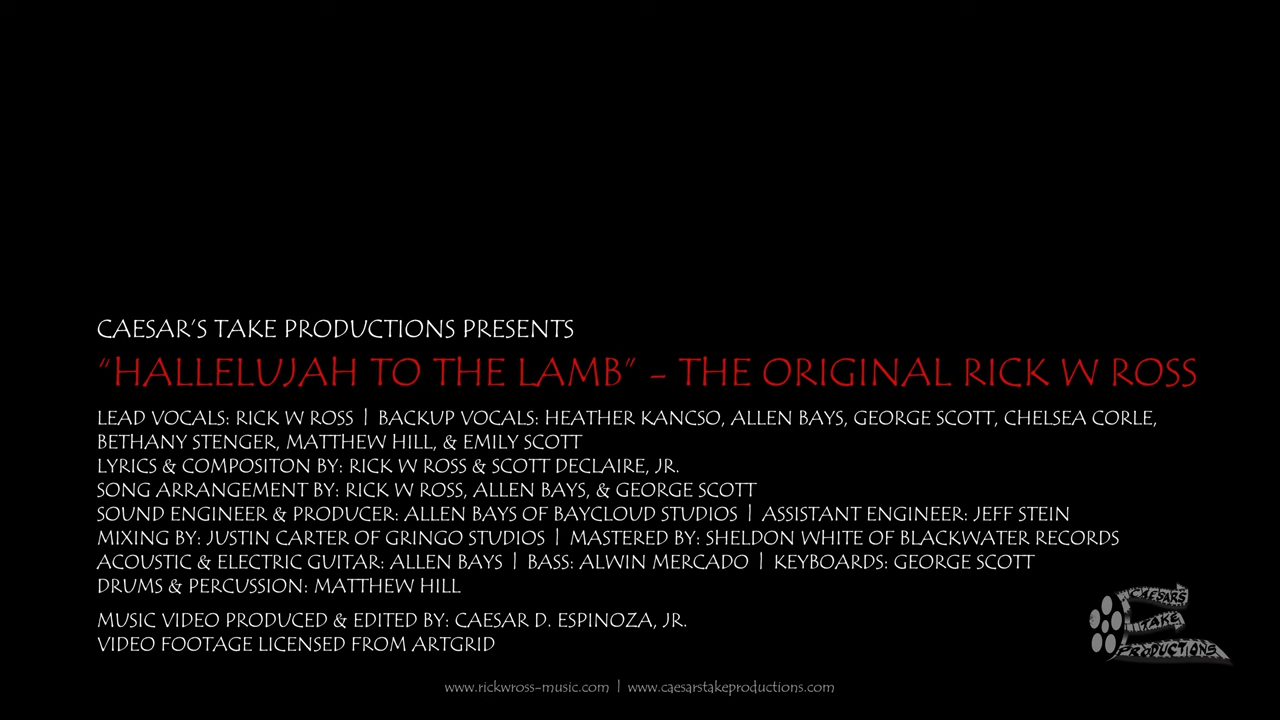 CAESAR'S TAKE PRODUCTIONS PRESENTS
"HALLELUJAH TO THE LAMB" - THE ORIGINAL RICK W ROSS
LEAD VOCALS: RICK W ROSS | BACKUP VOCALS: HEATHER KANCSO, ALLEN BAYS, GEORGE SCOTT, CHELSEA CORLE,
BETHANY STENGER, MATTHEW HILL, & EMILY SCOTT
LYRICS & COMPOSITON BY: RICK W ROSS & SCOTT DECLAIRE, JR.
SONG ARRANGEMENT BY: RICK W ROSS, ALLEN BAYS, & GEORGE SCOTT
SOUND ENGINEER & PRODUCER: ALLEN BAYS OF BAYCLOUD STUDIOS | ASSISTANT ENGINEER: JEFF STEIN
MIXING BY: JUSTIN CARTER OF GRINGO STUDIOS | MASTERED BY: SHELDON WHITE OF BLACKWATER RECORDS
ACOUSTIC & ELECTRIC GUITAR: ALLEN BAYS | BASS: ALWIN MERCADO | KEYBOARDS: GEORGE SCOTT
DRUMS & PERCUSSION: MATTHEW HILL
MUSIC VIDEO PRODUCED & EDITED BY: CAESAR D. ESPINOZA, JR.
VIDEO FOOTAGE LICENSED FROM ARTGRID
CAESAR'S
TAKE
PRODUCTIONS
www.rickwross-music.com | www.caesarstakeproductions.com